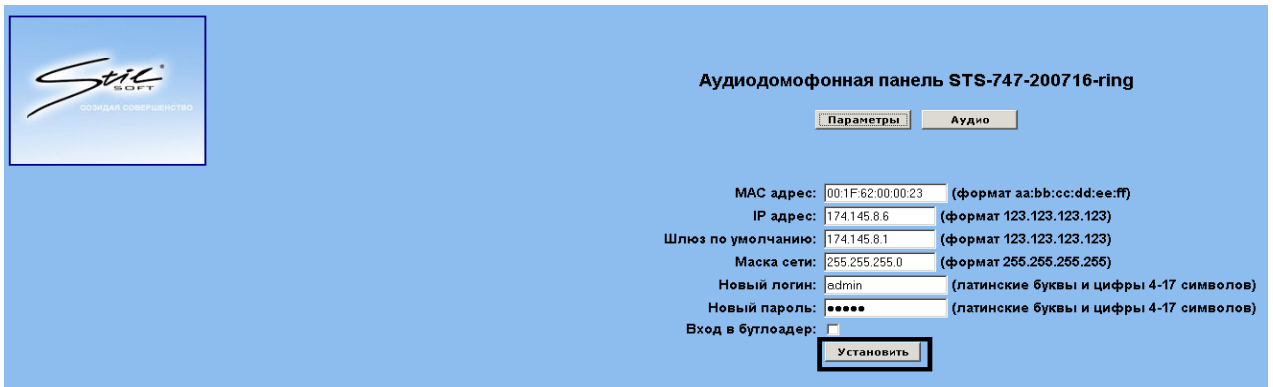 Stil
SOFT
СОЗИДАЯ СОВЕРШЕНСТВО
Аудиодомофонная панель STS-747-200716-ring
Параметры Аудио
MAC адрес: 00:1F:62:00:00:23 (формат aa:bb:cc:dd:ee:ff)
IP адрес: 174.145.8.6 (формат 123.123.123.123)
Шлюз по умолчанию: 174.145.8.1 (формат 123.123.123.123)
Маска сети: 255.255.255.0 (формат 255.255.255.255)
Новый логин: admin (латинские буквы и цифры 4-17 символов)
Новый пароль: ●●●●● (латинские буквы и цифры 4-17 символов)
Вход в бутлоадер:
Установить